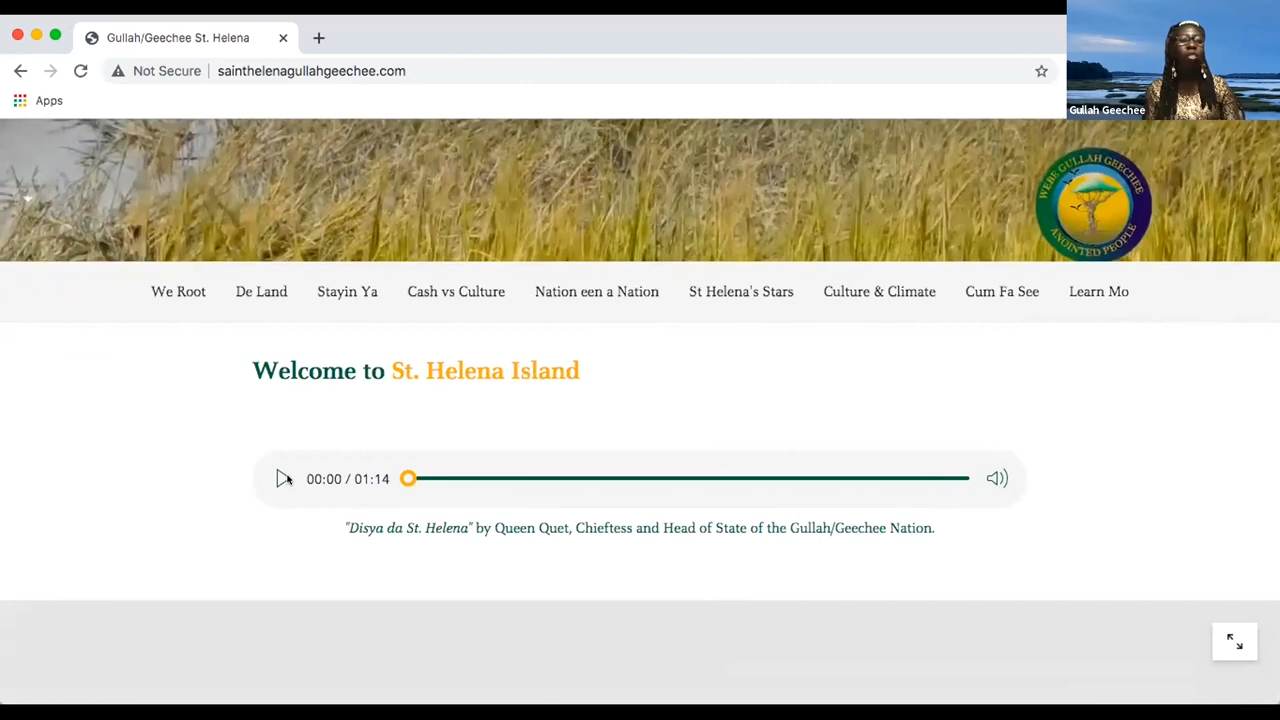 Gullah/Geechee St. Helena
Not Secure
sainthelenagullahgeechee.com
Apps
Gullah Geechee
WEBE GULLAH GEECHEE
ANOINTED PEOPLE
We Root De Land Stayin Ya Cash vs Culture Nation een a Nation St Helena's Stars Culture & Climate Cum Fa See Learn Mo
Welcome to St. Helena Island
00:00 / 01:14
"Disya da St. Helena" by Queen Quet, Chieftess and Head of State of the Gullah/Geechee Nation.